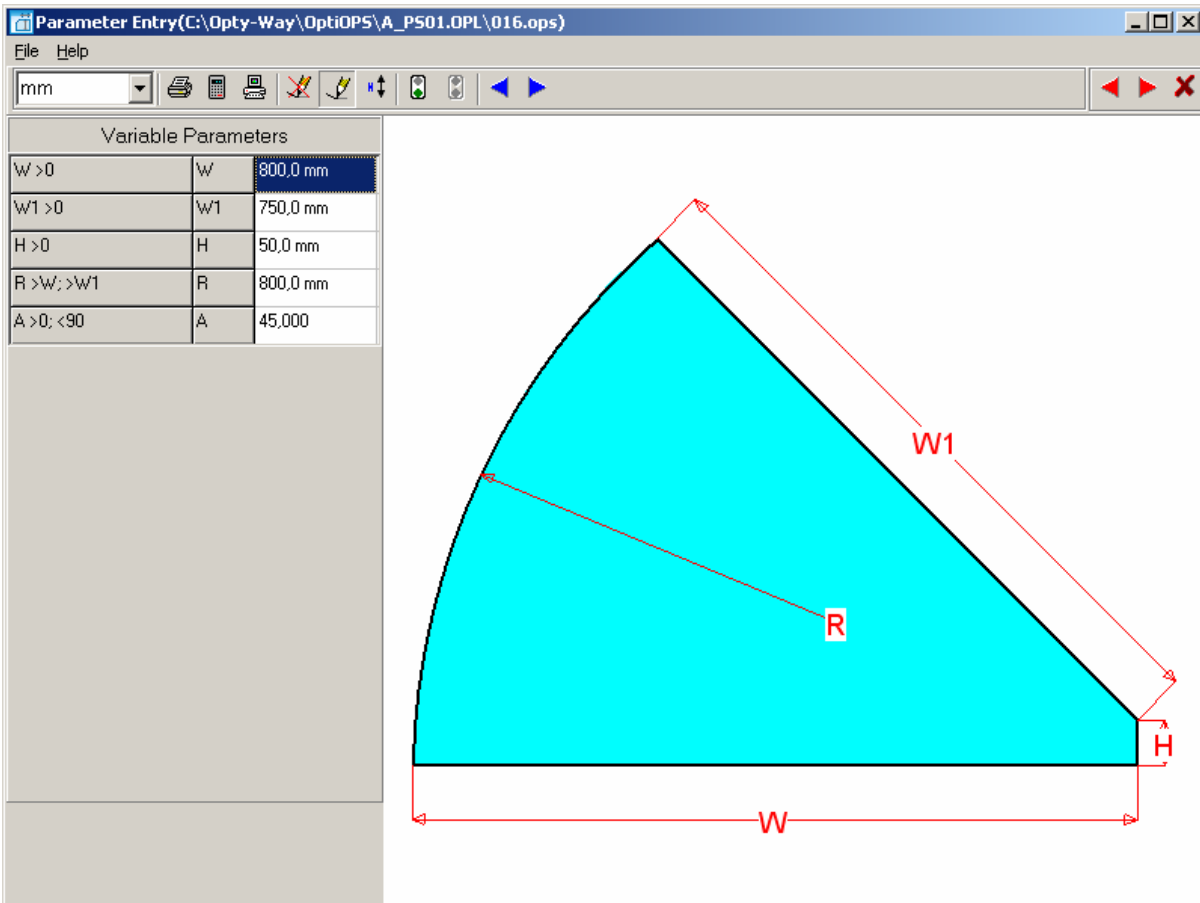 Parameter Entry(C:\Opty-Way\OptiOPS\A_PS01.OPL\016.ops)
File Help
mm
Variable Parameters
W >0 W 800,0 mm
W1 >0 W1 750,0 mm
H >0 H 50,0 mm
R >W; >W1 R 800,0 mm
A >0; <90 A 45,000
W1
R
H
W